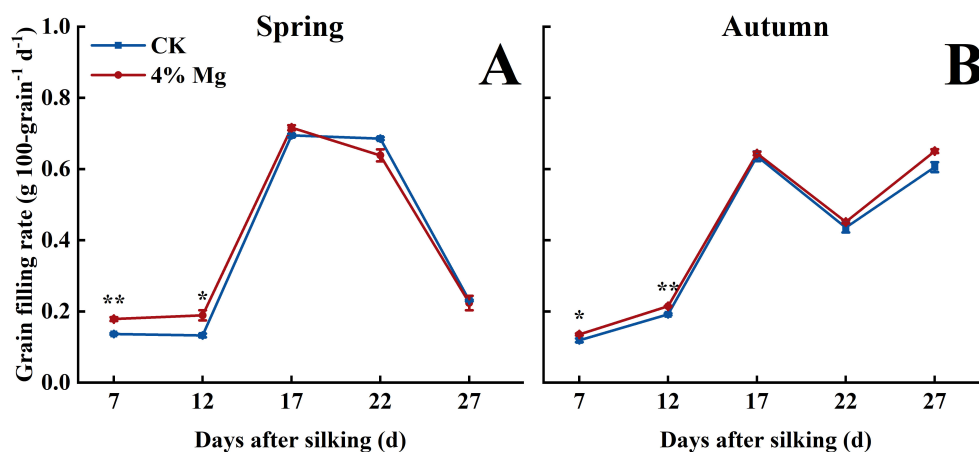 Spring
Autumn
CK
4% Mg
A
B
Grain filling rate (g 100-grain⁻¹ d⁻¹)
1.0
0.8
0.6
0.4
0.2
0.0
** *
* **
7 12 17 22 27
7 12 17 22 27
Days after silking (d)
Days after silking (d)